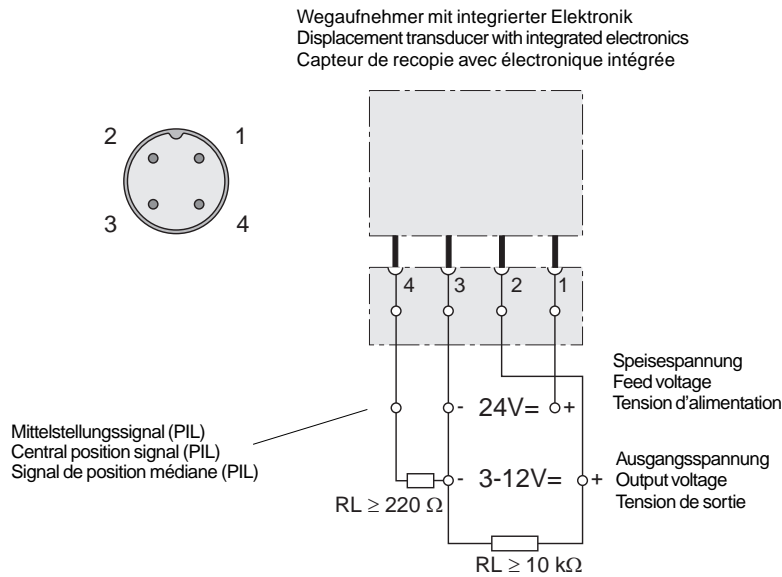 Wegaufnehmer mit integrierter Elektronik
Displacement transducer with integrated electronics
Capteur de recopie avec électronique intégrée
2 1
3 4
4 3 2 1
Speisespannung
Feed voltage
Tension d’alimentation
- 24V= +
Mittelstellungssignal (PIL)
Central position signal (PIL)
Signal de position médiane (PIL)
- 3-12V= +
Ausgangsspannung
Output voltage
Tension de sortie
RL ≥ 220 Ω
RL ≥ 10 kΩ